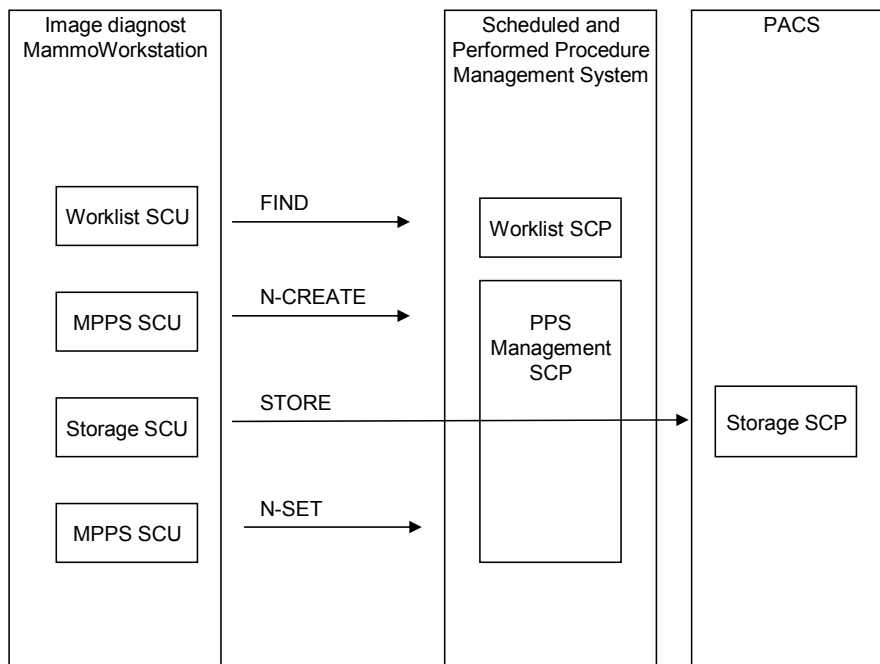 Image diagnost
MammoWorkstation
Scheduled and
Performed Procedure
Management System
PACS
Worklist SCU
FIND
Worklist SCP
MPPS SCU
N-CREATE
PPS
Management
SCP
Storage SCU
STORE
Storage SCP
MPPS SCU
N-SET